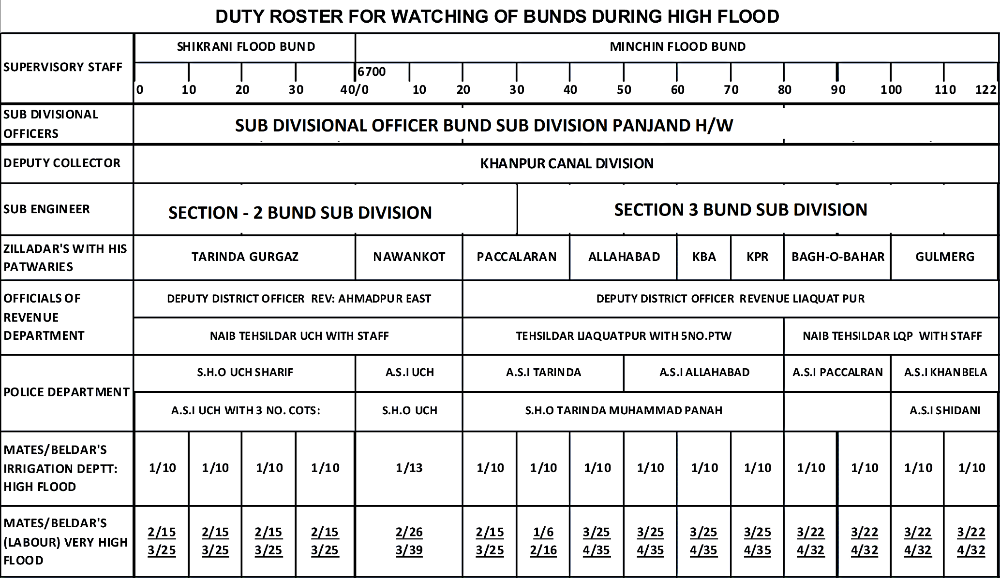 DUTY ROSTER FOR WATCHING OF BUNDS DURING HIGH FLOOD
SUPERVISORY STAFF
SHIKRANI FLOOD BUND
MINCHIN FLOOD BUND
6700
0 10 20 30 40/0 10 20 30 40 50 60 70 80 90 100 110 122
SUB DIVISIONAL
OFFICERS
SUB DIVISIONAL OFFICER BUND SUB DIVISION PANJAND H/W
DEPUTY COLLECTOR
KHANPUR CANAL DIVISION
SUB ENGINEER
SECTION - 2 BUND SUB DIVISION
SECTION 3 BUND SUB DIVISION
ZILLADAR'S WITH HIS
PATWARIES
TARINDA GURGAZ
NAWANKOT
PACCALARAN
ALLAHABAD
KBA
KPR
BAGH-O-BAHAR
GULMERG
OFFICIALS OF
REVENUE
DEPARTMENT
DEPUTY DISTRICT OFFICER REV: AHMADPUR EAST
DEPUTY DISTRICT OFFICER REVENUE LIAQUAT PUR
NAIB TEHSILDAR UCH WITH STAFF
TEHSILDAR LIAQUATPUR WITH 5NO.PTW
NAIB TEHSILDAR LQP WITH STAFF
POLICE DEPARTMENT
S.H.O UCH SHARIF
A.S.I UCH
A.S.I TARINDA
A.S.I ALLAHABAD
A.S.I PACCALRAN
A.S.I KHANBELA
A.S.I UCH WITH 3 NO. COTS:
S.H.O UCH
S.H.O TARINDA MUHAMMAD PANAH
A.S.I SHIDANI
MATES/BELDAR'S
IRRIGATION DEPTT:
HIGH FLOOD
1/10 1/10 1/10 1/10 1/13 1/10 1/10 1/10 1/10 1/10 1/10 1/10 1/10 1/10 1/10
MATES/BELDAR'S
(LABOUR) VERY HIGH
FLOOD
2/15 2/15 2/15 2/15 2/26 2/15 1/6 3/25 3/25 3/25 3/25 3/22 3/22 3/22 3/22
3/25 3/25 3/25 3/25 3/39 3/25 2/16 4/35 4/35 4/35 4/35 4/32 4/32 4/32 4/32